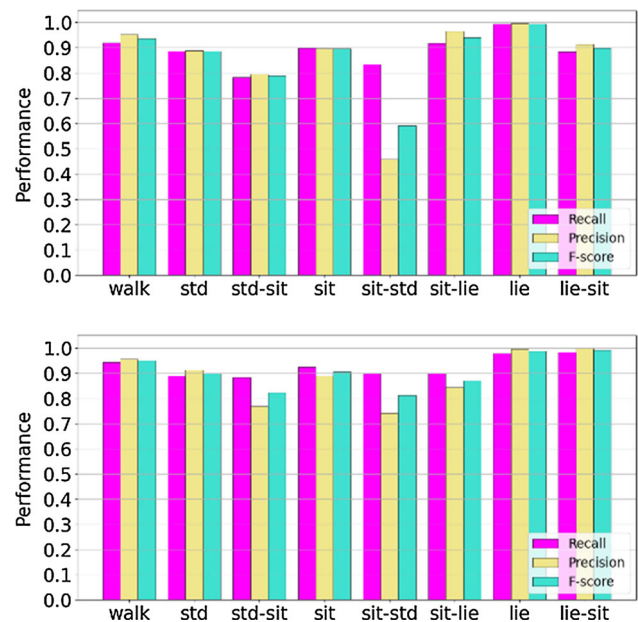 Performance
1.0
0.9
0.8
0.7
0.6
0.5
0.4
0.3
0.2
0.1
0.0
Recall
Precision
F-score
walk std std-sit sit sit-std sit-lie lie lie-sit
Performance
1.0
0.9
0.8
0.7
0.6
0.5
0.4
0.3
0.2
0.1
0.0
Recall
Precision
F-score
walk std std-sit sit sit-std sit-lie lie lie-sit